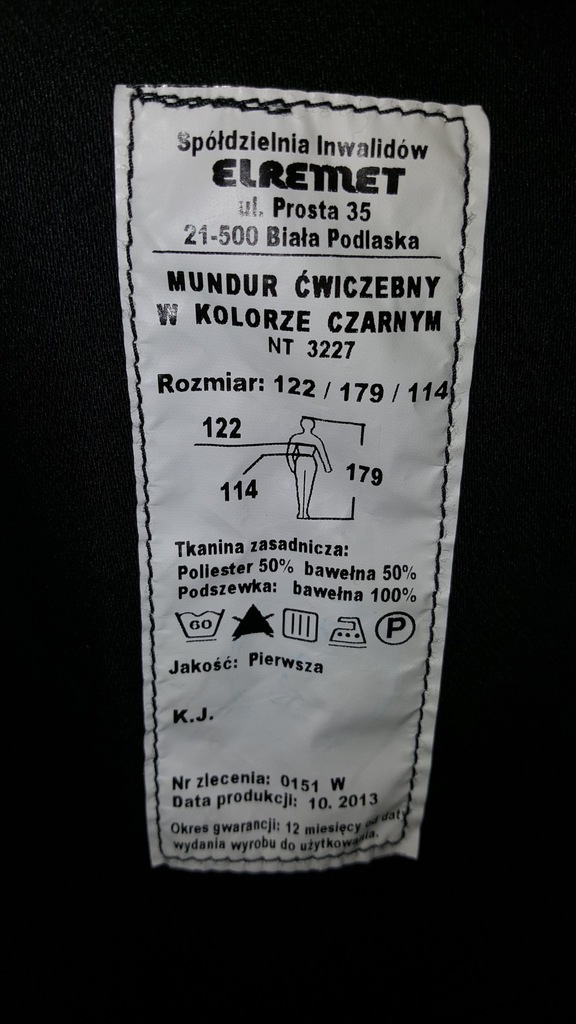 Spółdzielnia Inwalidów
ELREMET
ul. Prosta 35
21-500 Biała Podlaska
MUNDUR ĆWICZEBNY
W KOLORZE CZARNYM
NT 3227
Rozmiar: 122 / 179 / 114
122
179
114
Tkanina zasadnicza:
Poliester 50% bawełna 50%
Podszewka: bawełna 100%
60 P
Jakość: Pierwsza
K.J.
Nr zlecenia: 0151 W
Data produkcji: 10. 2013
Okres gwarancji: 12 miesięcy od daty
wydania wyrobu do użytkowania.